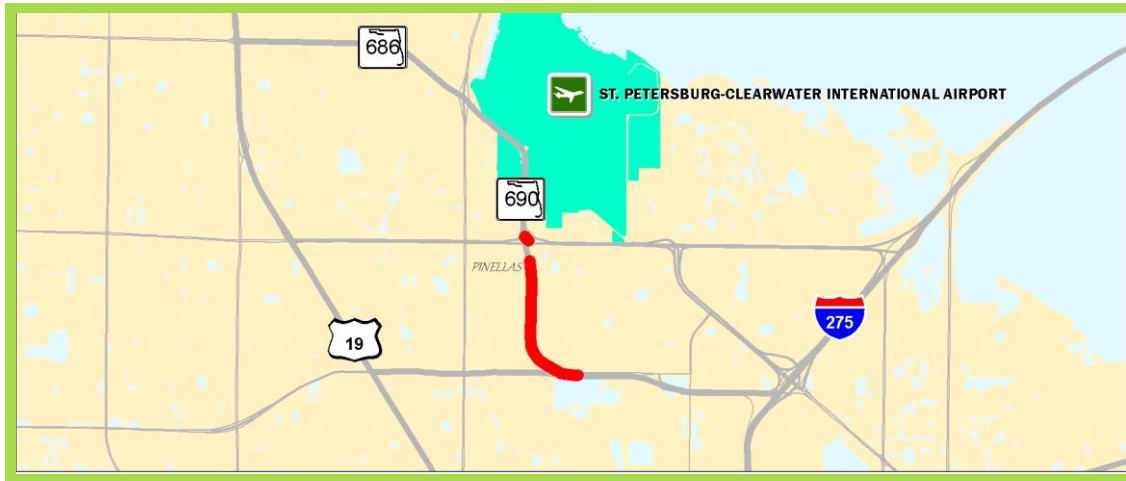 686
ST. PETERSBURG-CLEARWATER INTERNATIONAL AIRPORT
690
PINELLAS
275
19